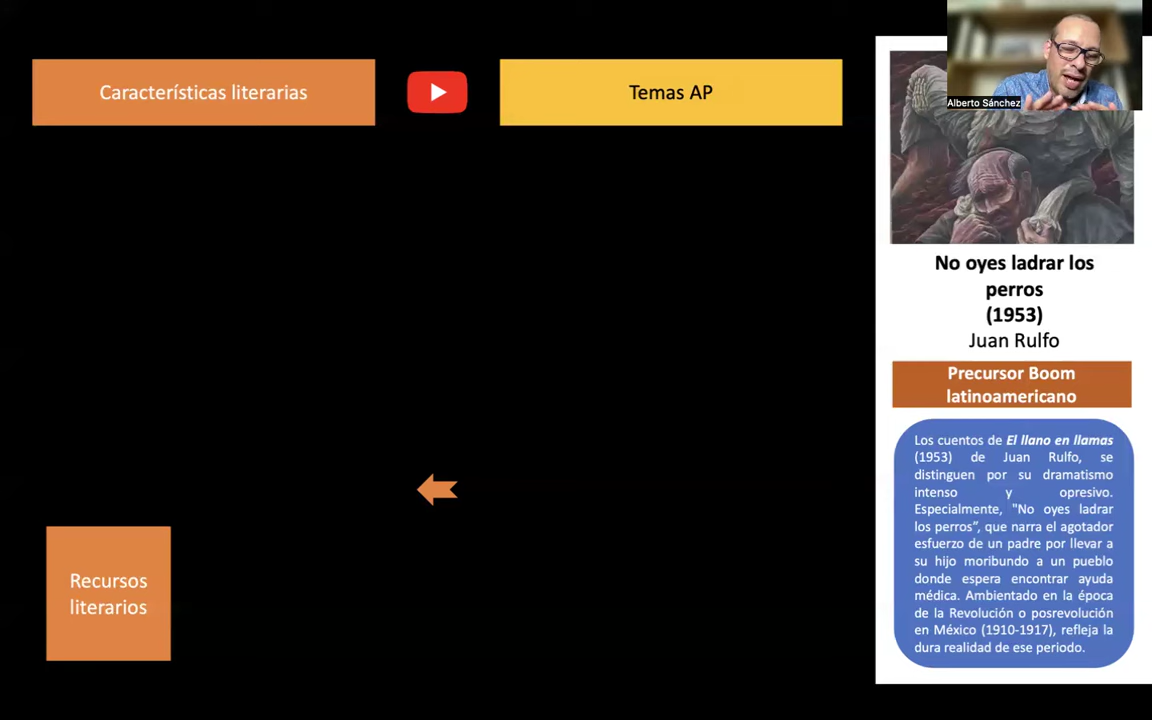 Características literarias
Temas AP
Alberto Sánchez
No oyes ladrar los
perros
(1953)
Juan Rulfo
Precursor Boom
latinoamericano
Los cuentos de El llano en llamas
(1953) de Juan Rulfo, se
distinguen por su dramatismo
intenso y opresivo.
Especialmente, "No oyes ladrar
los perros”, que narra el agotador
esfuerzo de un padre por llevar a
su hijo moribundo a un pueblo
donde espera encontrar ayuda
médica. Ambientado en la época
de la Revolución o posrevolución
en México (1910-1917), refleja la
dura realidad de ese periodo.
Recursos
literarios